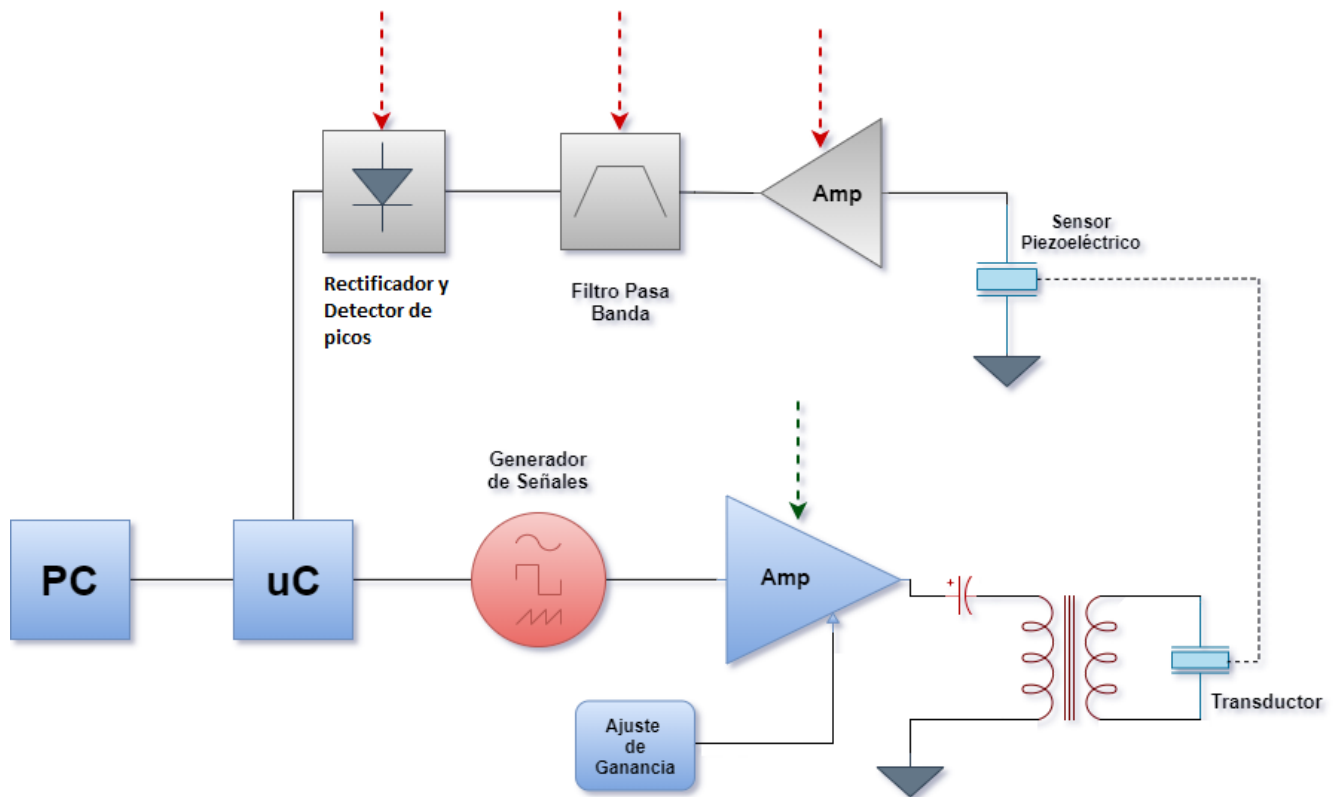 Amp
Sensor
Piezoeléctrico
Rectificador y
Detector de
picos
Filtro Pasa
Banda
Generador
de Señales
PC
uC
Amp
+
Transductor
Ajuste
de
Ganancia